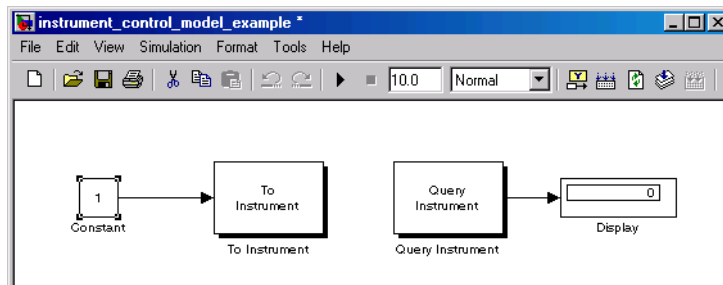 instrument_control_model_example *
File Edit View Simulation Format Tools Help
10.0 Normal
1
Constant
To
Instrument
To Instrument
Query
Instrument
Query Instrument
0
Display